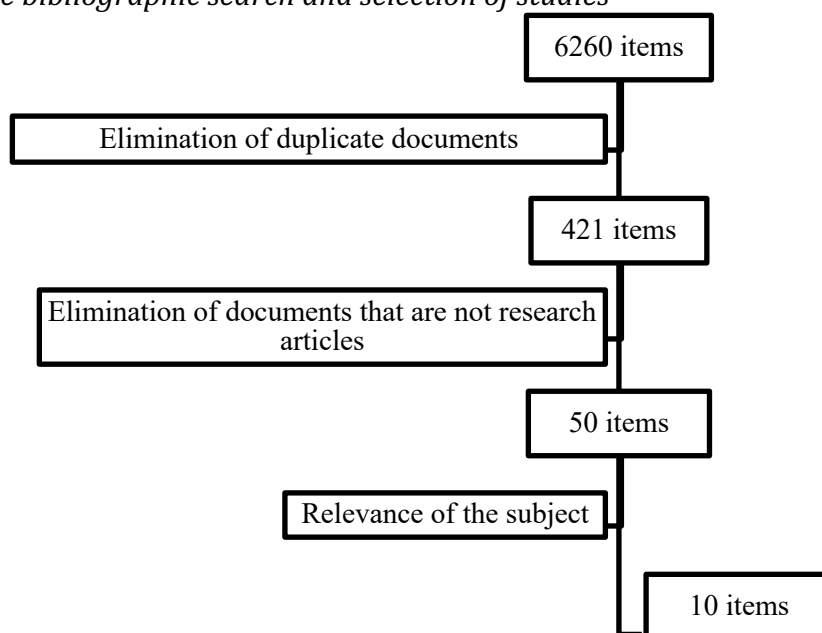 bibliographic search and selection of studies
6260 items
Elimination of duplicate documents
421 items
Elimination of documents that are not research
articles
50 items
Relevance of the subject
10 items